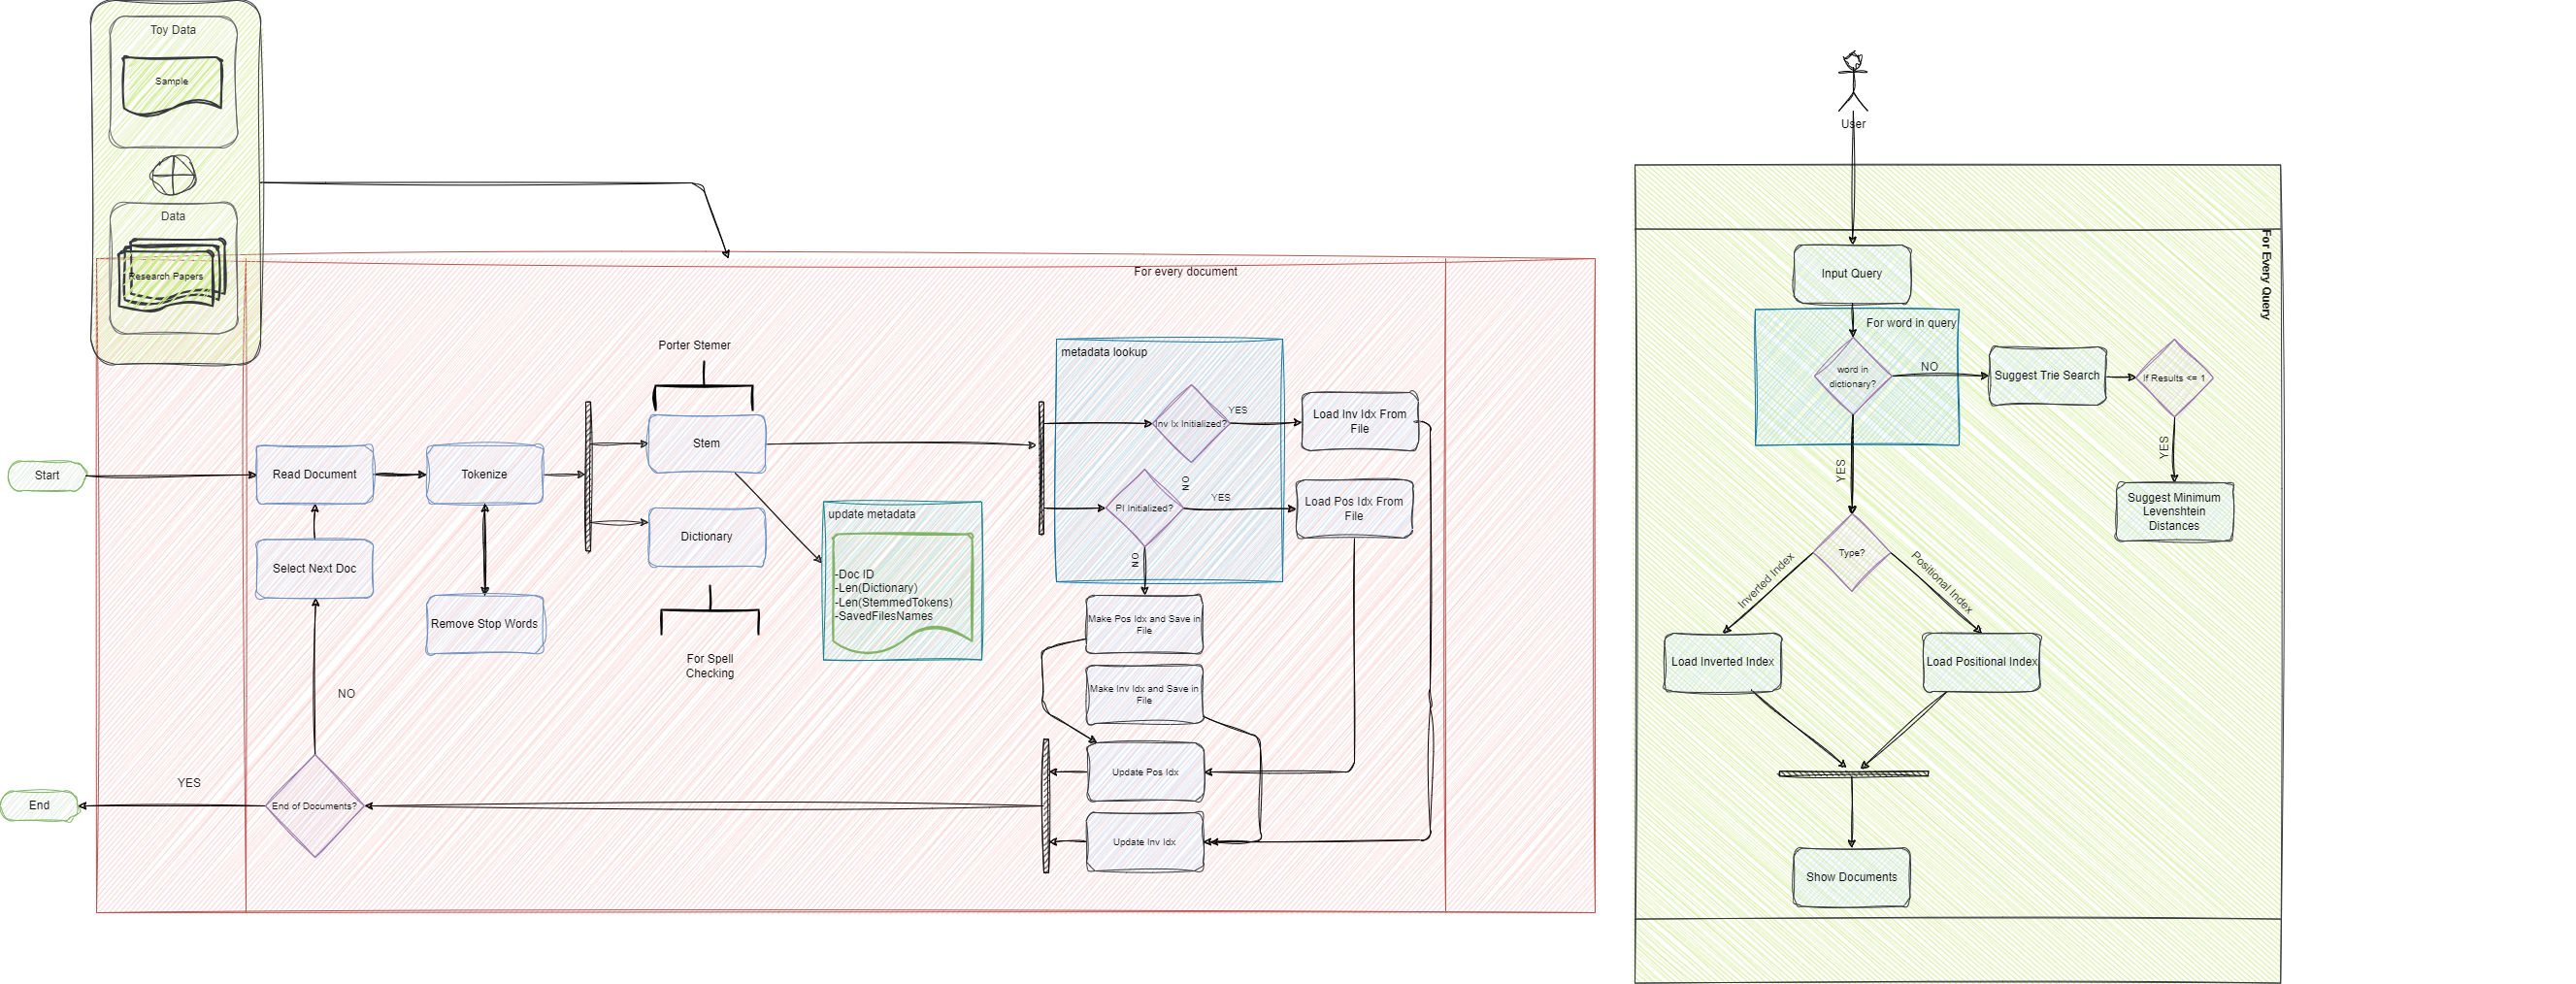 Toy Data
Sample
Data
Research Papers
For every document
Porter Stemer
Start
Read Document
Tokenize
Stem
Select Next Doc
Remove Stop Words
Dictionary
For Spell
Checking
update metadata
-Doc ID
-Len(Dictionary)
-Len(StemmedTokens)
-SavedFilesNames
metadata lookup
Inv Ix Initialized?
YES
NO
Load Inv Idx From
File
PI Initialized?
YES
NO
Load Pos Idx From
File
Make Pos Idx and Save in
File
Make Inv Idx and Save in
File
Update Pos Idx
Update Inv Idx
NO
YES
End of Documents?
End
User
For Every Query
Input Query
For word in query
word in
dictionary?
NO
Suggest Trie Search
If Results <= 1
YES
YES
Suggest Minimum
Levenshtein
Distances
Type?
Inverted Index
Positional Index
Load Inverted Index
Load Positional Index
Show Documents